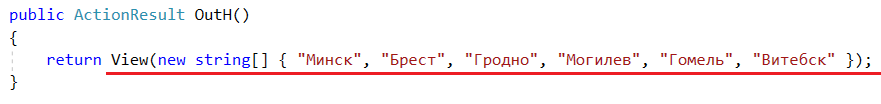 public ActionResult OutH()
{
return View(new string[] { "Минск", "Брест", "Гродно", "Могилев", "Гомель", "Витебск" });
}